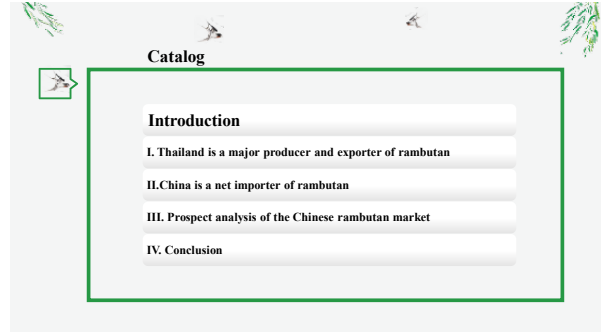 Catalog
Introduction
I. Thailand is a major producer and exporter of rambutan
II.China is a net importer of rambutan
III. Prospect analysis of the Chinese rambutan market
IV. Conclusion